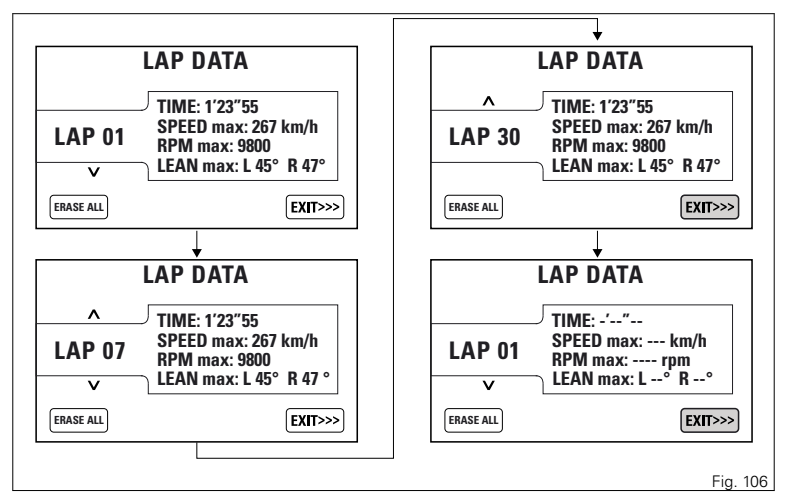 LAP DATA
LAP 01
TIME: 1'23"55
SPEED max: 267 km/h
RPM max: 9800
LEAN max: L 45° R 47°
ERASE ALL
EXIT>>>
LAP DATA
LAP 07
TIME: 1'23"55
SPEED max: 267 km/h
RPM max: 9800
LEAN max: L 45° R 47 °
ERASE ALL
EXIT>>>
LAP DATA
LAP 30
TIME: 1'23"55
SPEED max: 267 km/h
RPM max: 9800
LEAN max: L 45° R 47°
ERASE ALL
EXIT>>>
LAP DATA
LAP 01
TIME: -'--"--
SPEED max: --- km/h
RPM max: ---- rpm
LEAN max: L --° R --°
ERASE ALL
EXIT>>>
Fig. 106